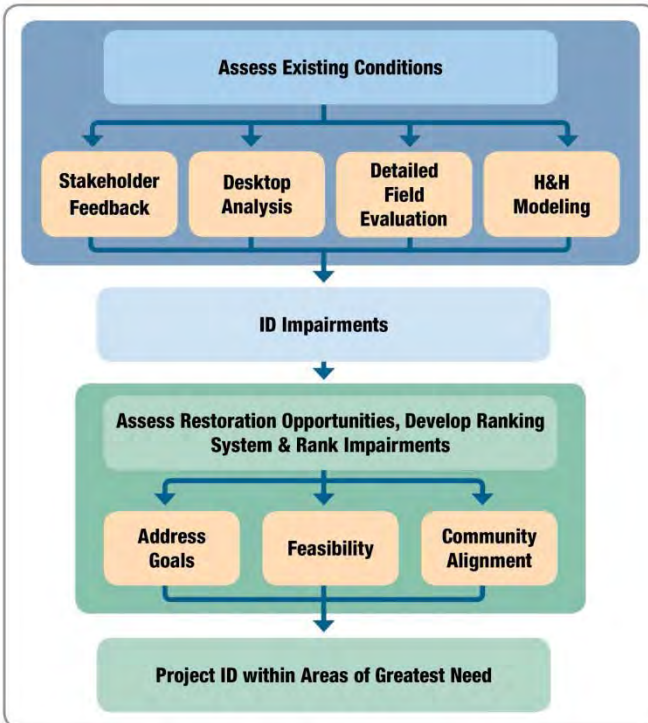 Assess Existing Conditions
Stakeholder
Feedback
Desktop
Analysis
Detailed
Field
Evaluation
H&H
Modeling
ID Impairments
Assess Restoration Opportunities, Develop Ranking
System & Rank Impairments
Address
Goals
Feasibility
Community
Alignment
Project ID within Areas of Greatest Need